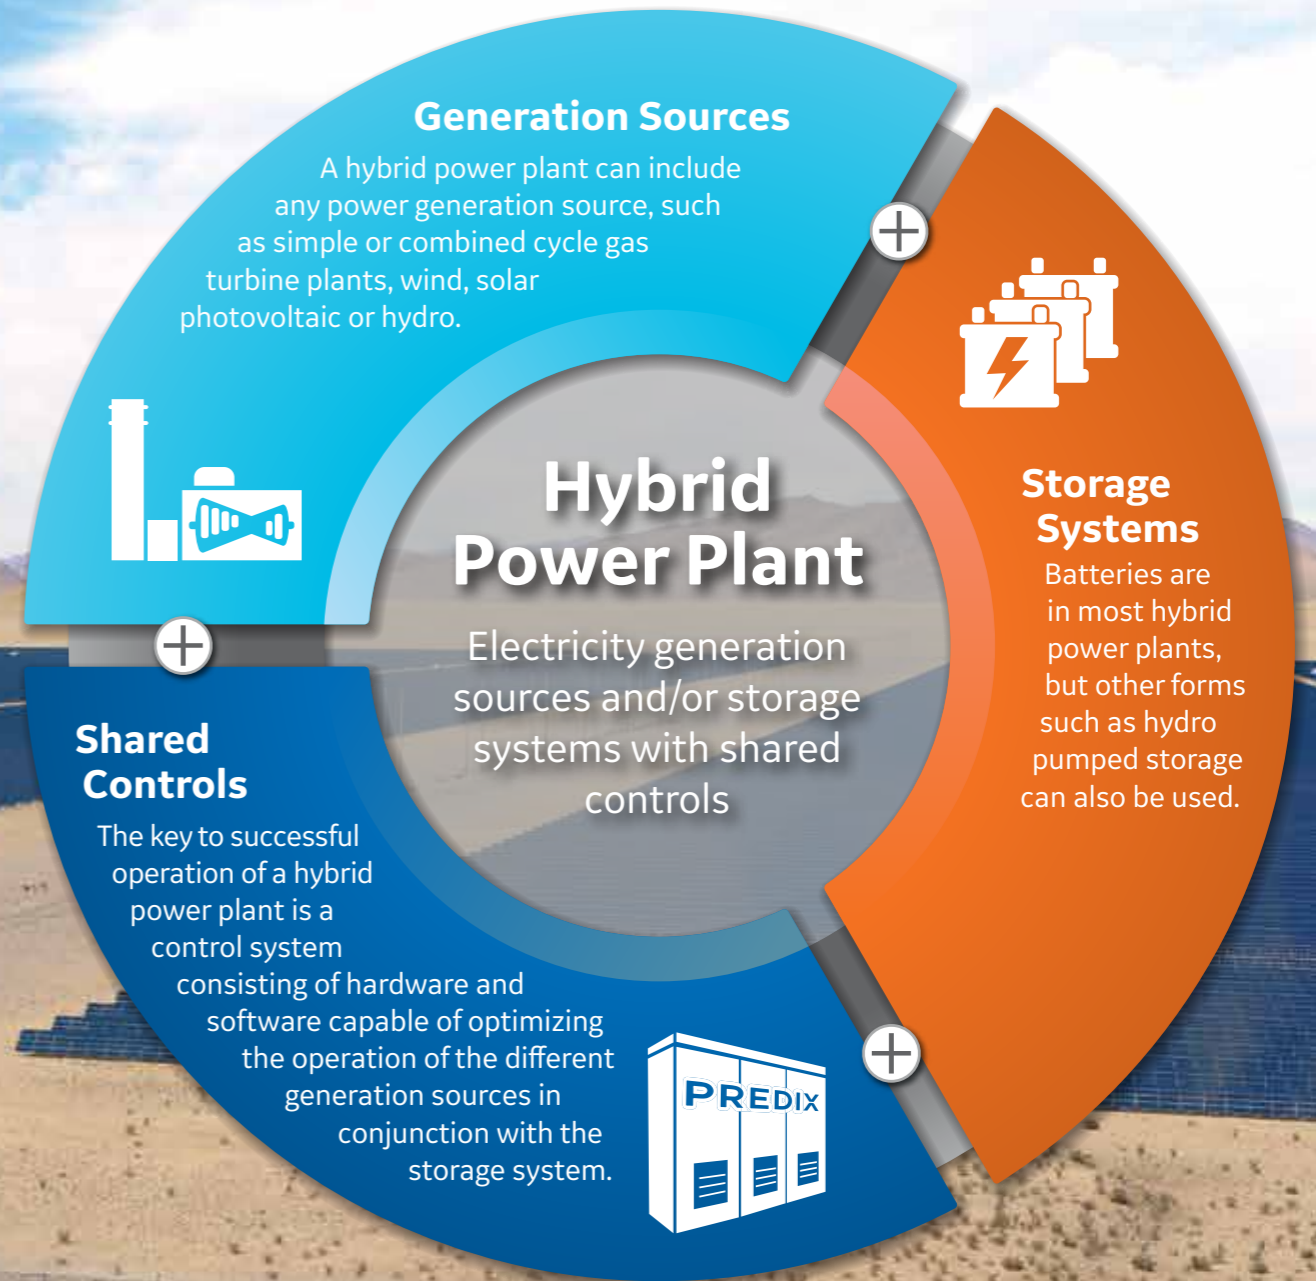 Generation Sources
A hybrid power plant can include
any power generation source, such
as simple or combined cycle gas
turbine plants, wind, solar
photovoltaic or hydro.
Storage
Systems
Batteries are
in most hybrid
power plants,
but other forms
such as hydro
pumped storage
can also be used.
Hybrid
Power Plant
Electricity generation
sources and/or storage
systems with shared
controls
Shared
Controls
The key to successful
operation of a hybrid
power plant is a
control system
consisting of hardware and
software capable of optimizing
the operation of the different
generation sources in
conjunction with the
storage system.
PREDIX